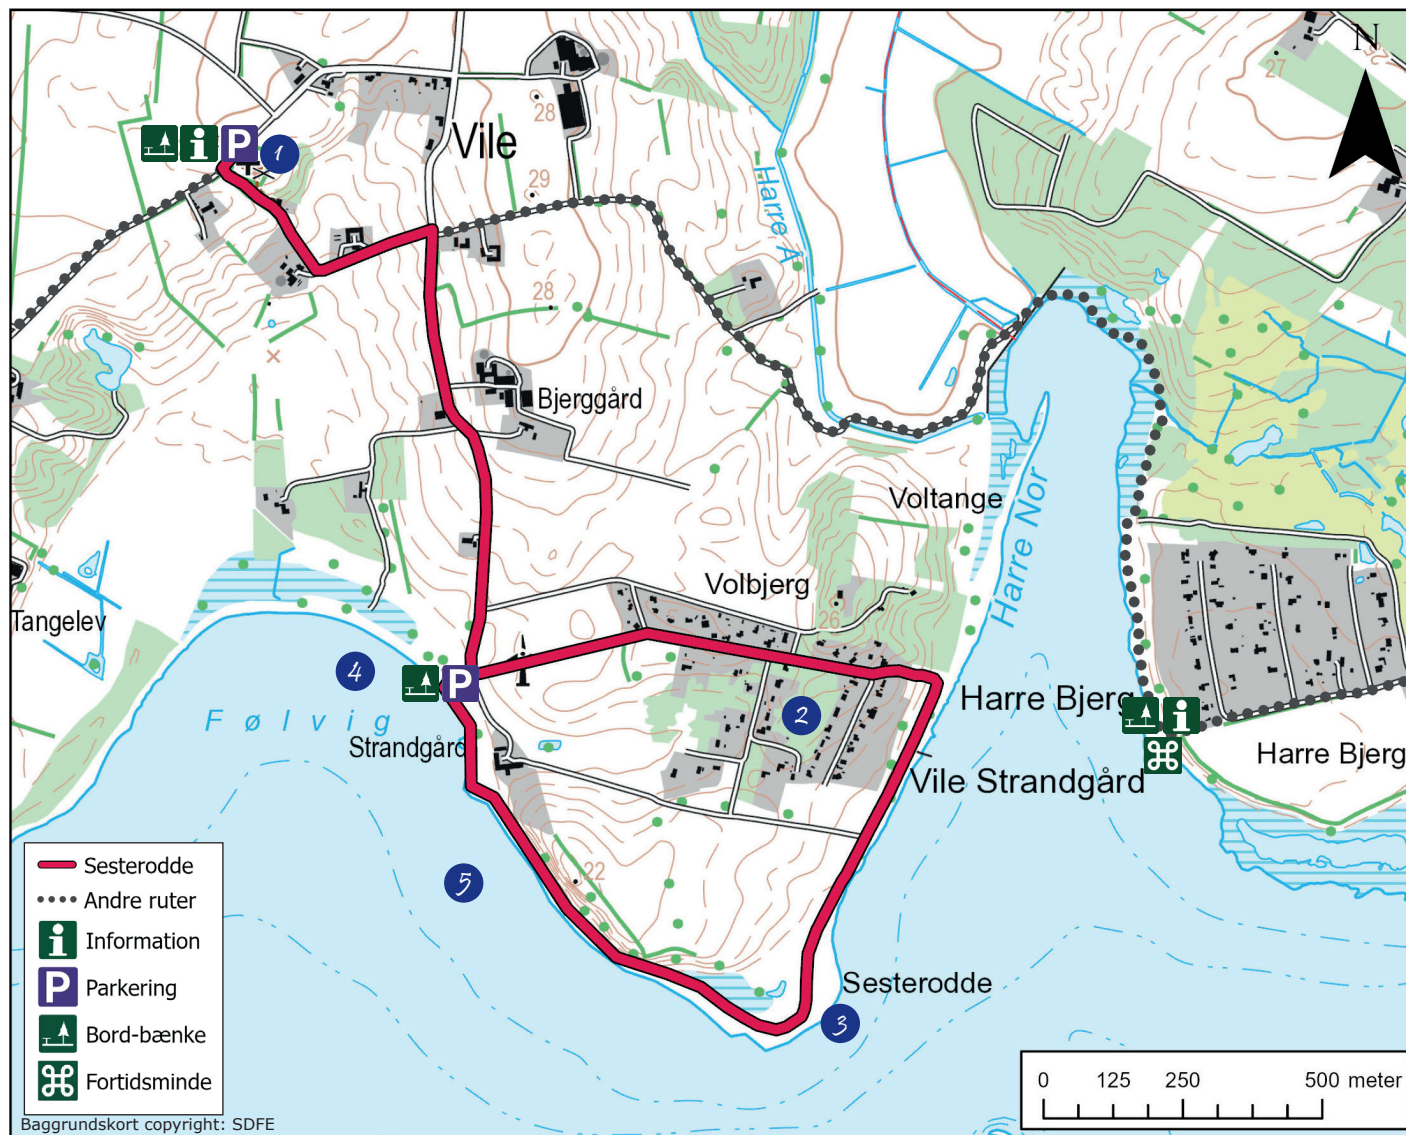 N
27
28
Vile
P 1
29
Harre Å
28
Bjerggård
Voltange
Harre Nor
Volbjerg
26
Tangelev
4
P
2
Harre Bjerg
Følvig
Strandgård
Vile Strandgård
Harre Bjerg
5
22
Sesterodde
3
Sesterodde
Andre ruter
i Information
P Parkering
Bord-bænke
⌘ Fortidsminde
0 125 250 500 meter
Baggrundskort copyright: SDFE